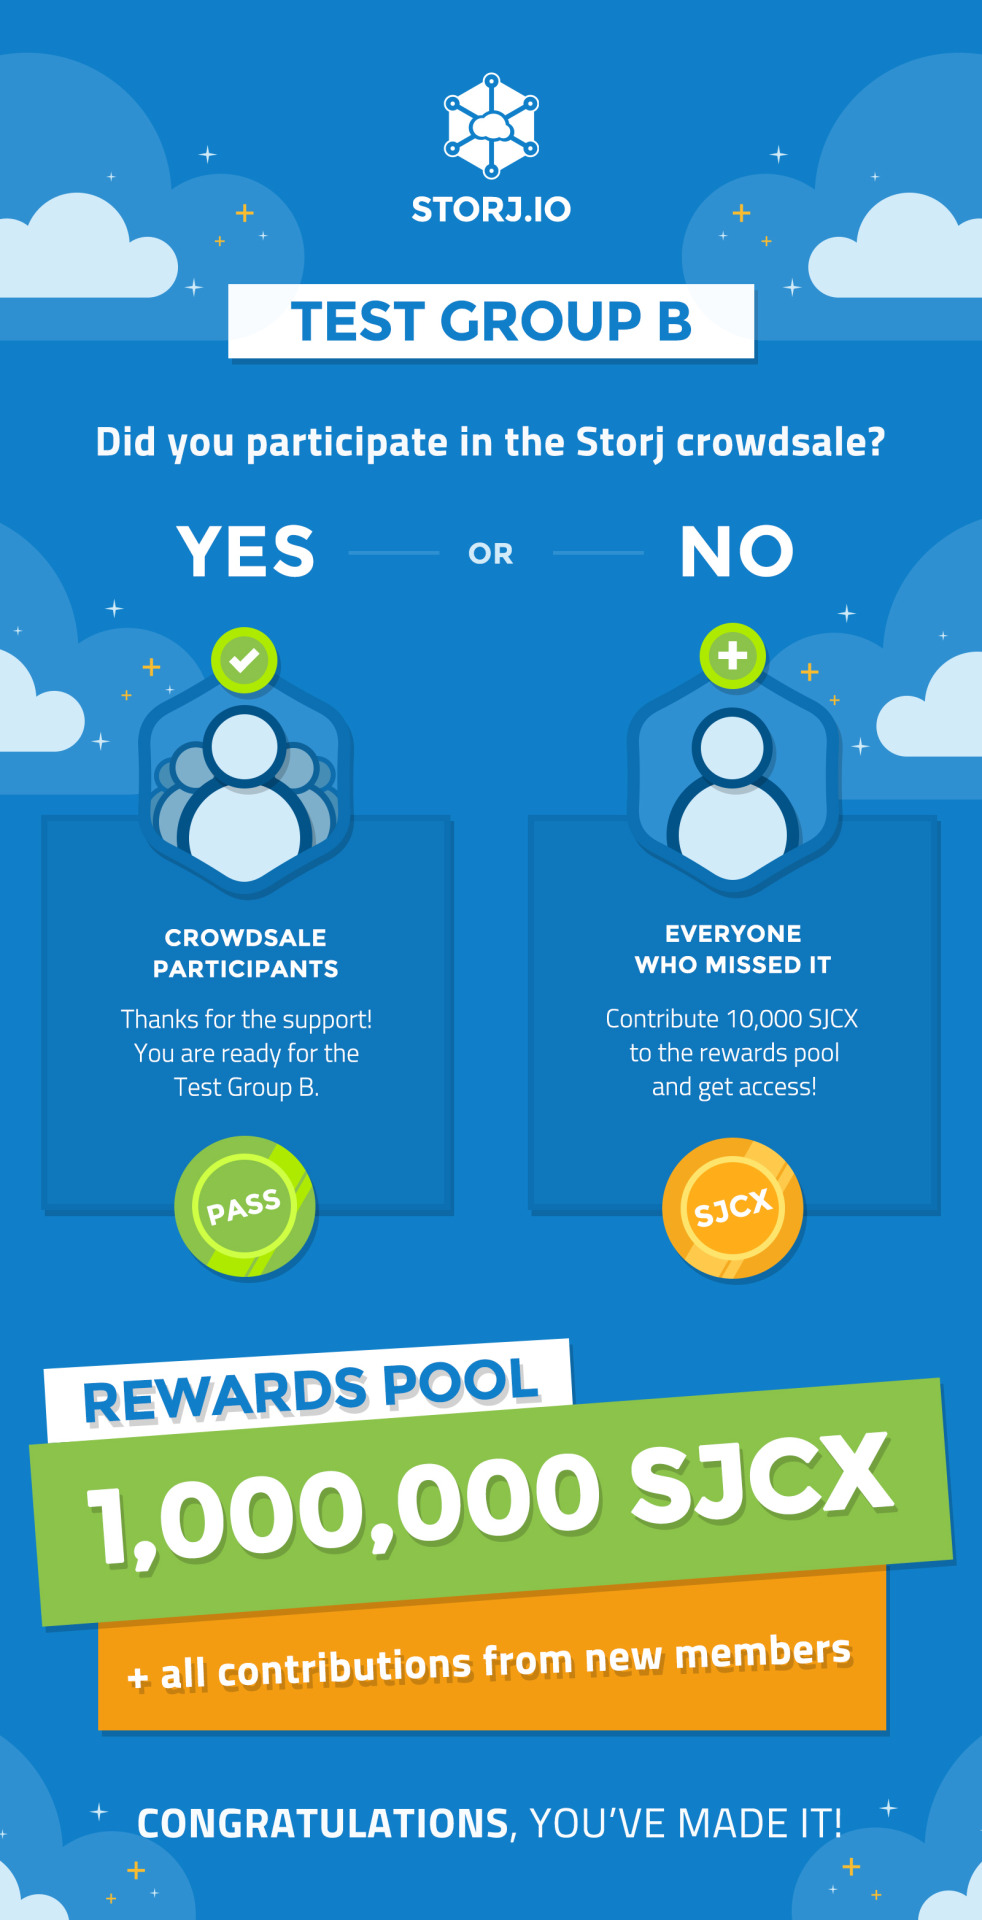 STORJ.IO
TEST GROUP B
Did you participate in the Storj crowdsale?
YES OR NO
CROWDSALE
PARTICIPANTS
Thanks for the support!
You are ready for the
Test Group B.
PASS
EVERYONE
WHO MISSED IT
Contribute 10,000 SJCX
to the rewards pool
and get access!
SJCX
REWARDS POOL
1,000,000 SJCX
+ all contributions from new members
CONGRATULATIONS, YOU'VE MADE IT!